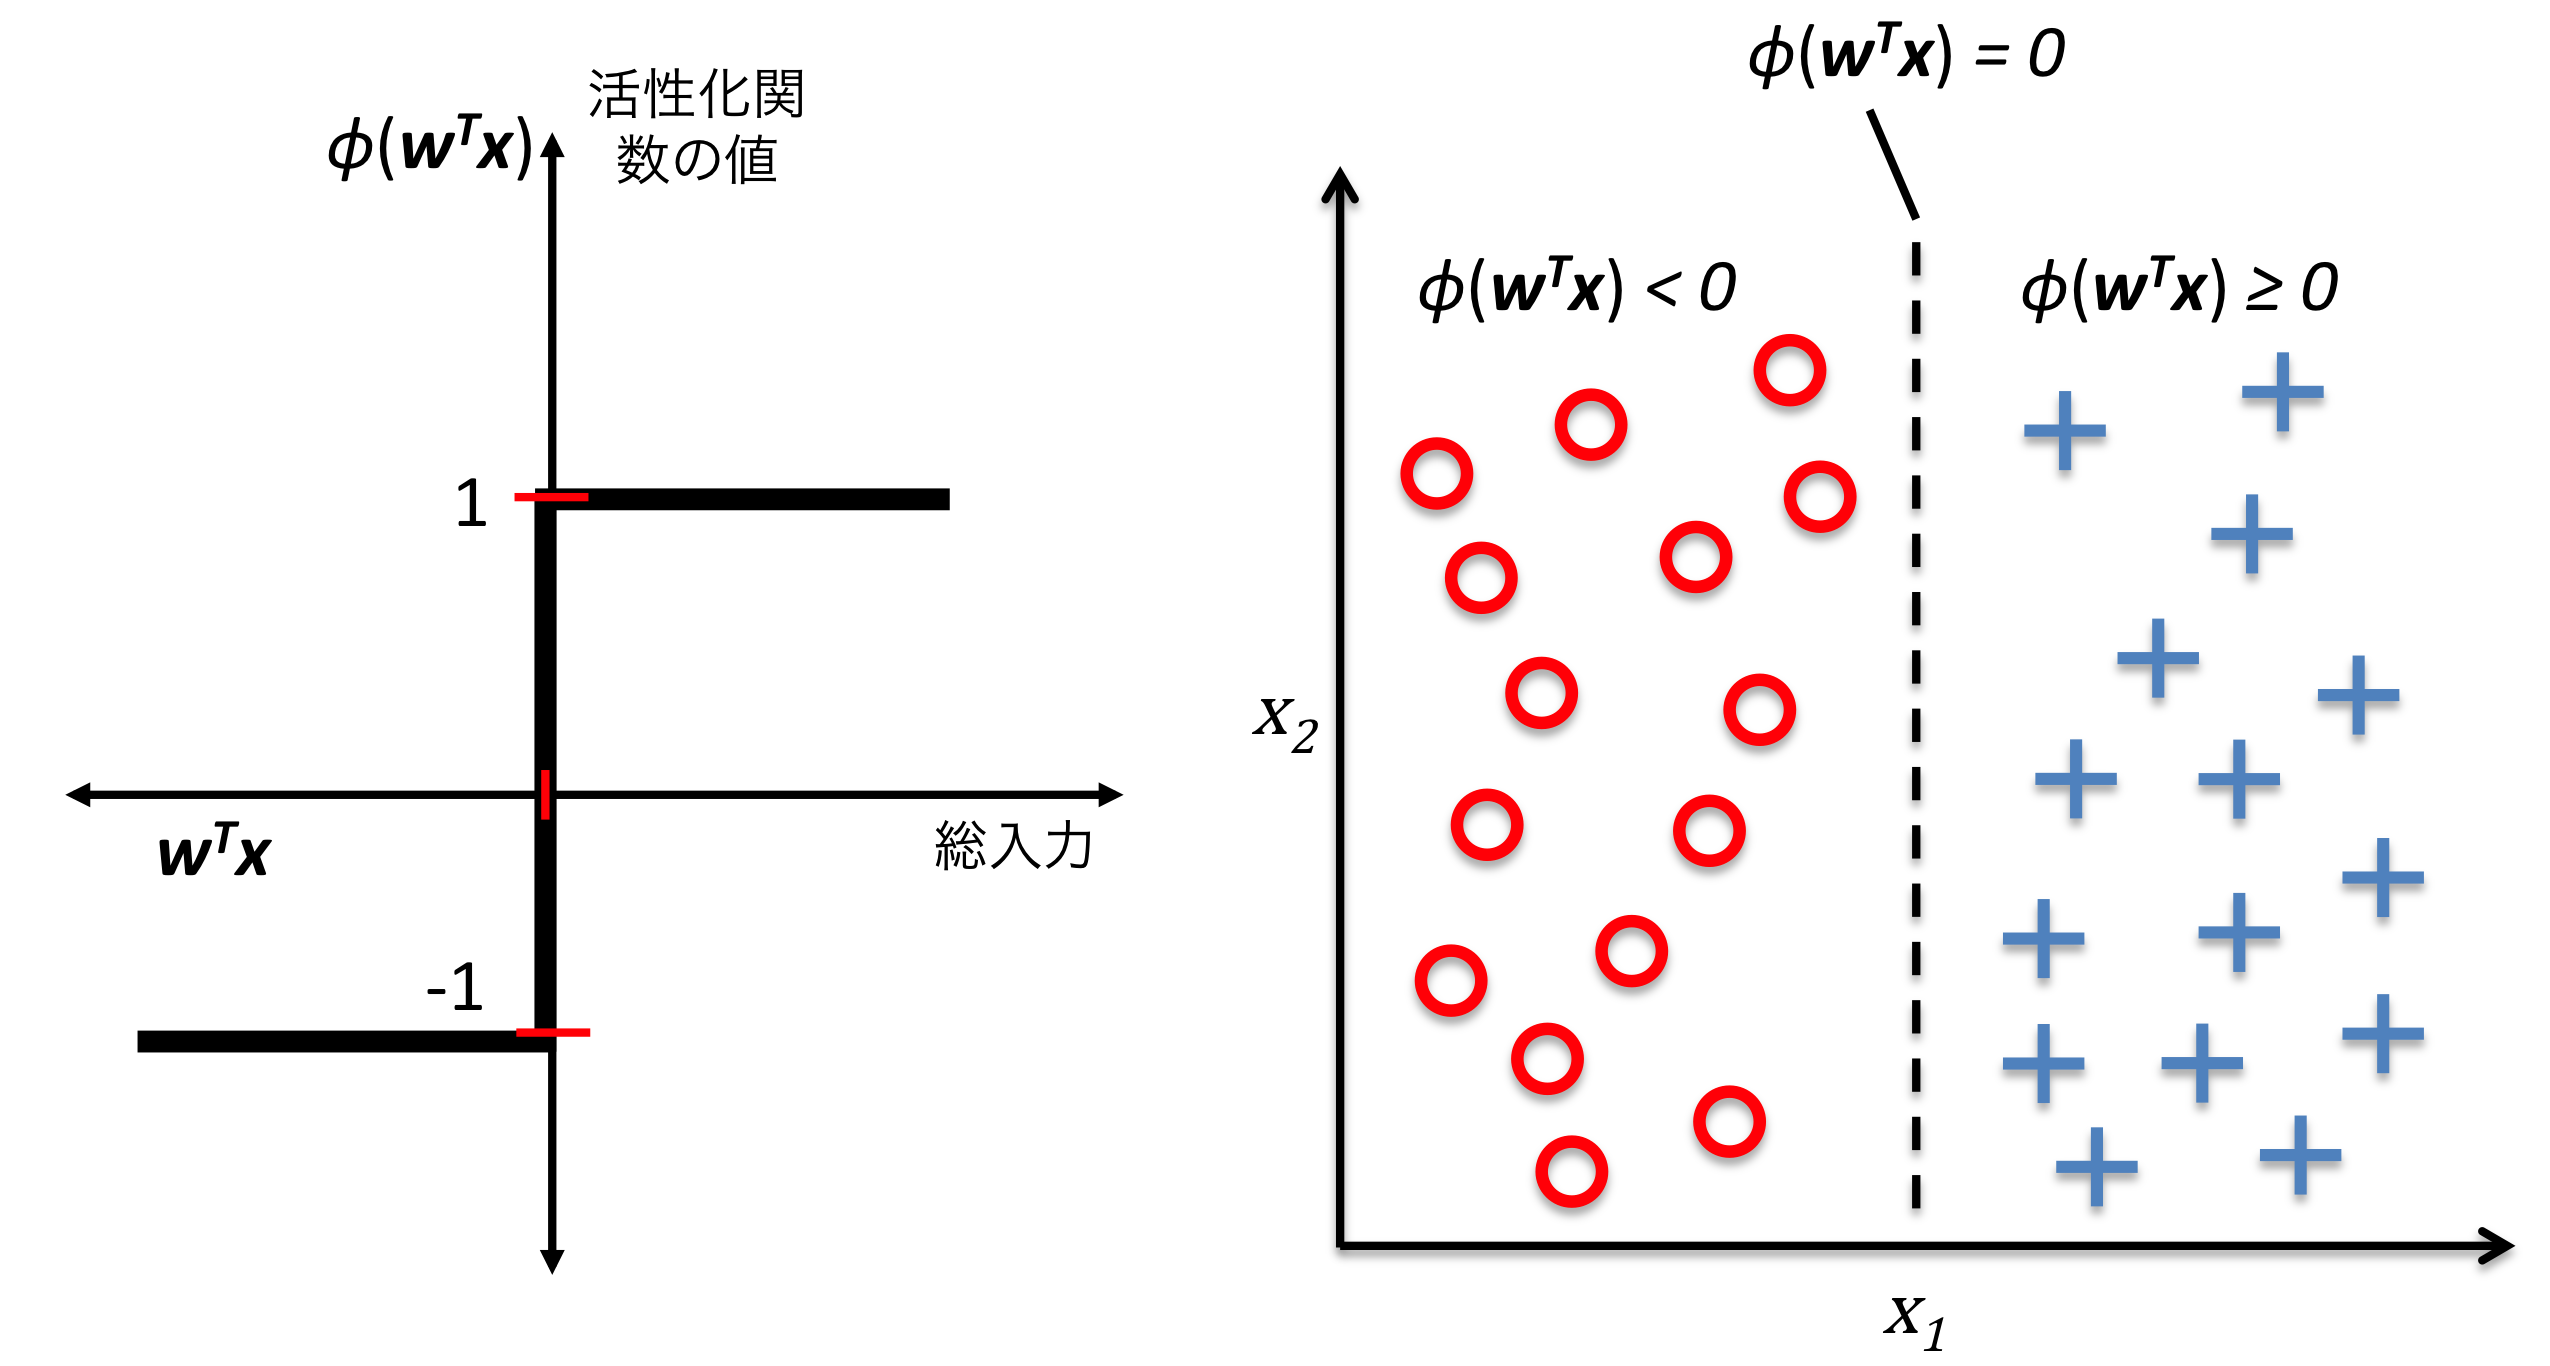 ϕ(wᵀx)
活性化関
数の値
1
-1
wᵀx
総入力
ϕ(wᵀx) = 0
ϕ(wᵀx) < 0
ϕ(wᵀx) ≥ 0
x₂
x₁